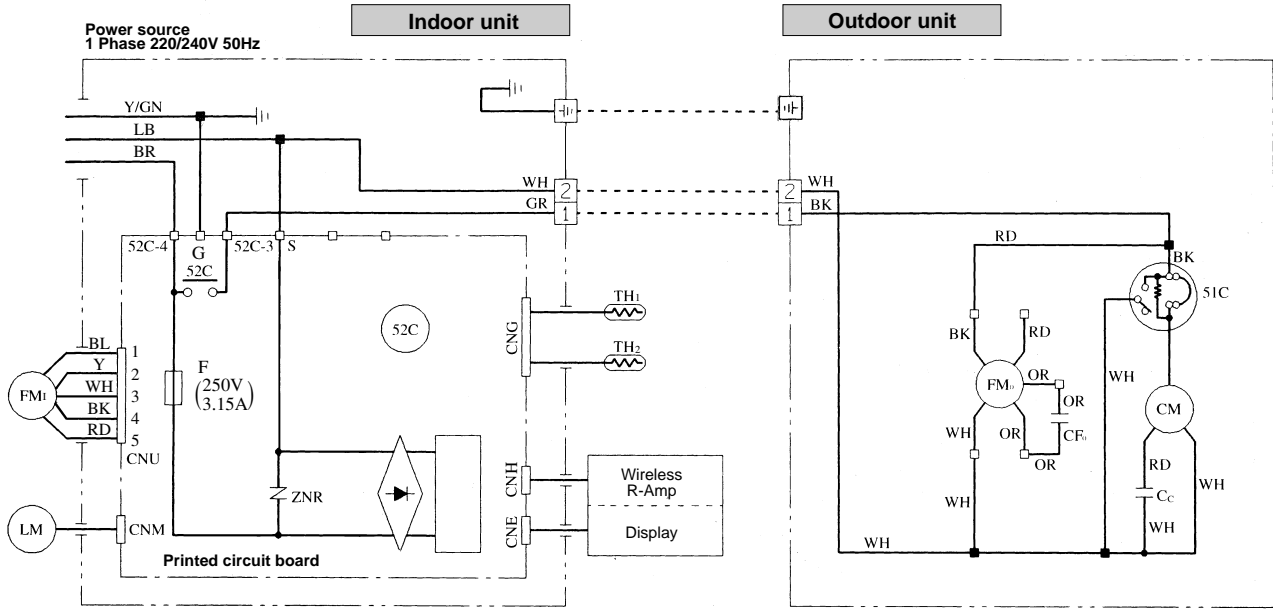 Indoor unit
Outdoor unit
Power source
1 Phase 220/240V 50Hz
Y/GN
LB
BR
WH
2
GR
1
2
WH
1
BK
52C-4
G
52C-3
S
52C
52C
RD
BK
51C
TH1
TH2
CNG
BL
Y
WH
BK
RD
1
2
3
4
5
FMI
CNU
F
(250V
3.15A)
BK
RD
FMO
OR
OR
CFO
OR
OR
WH
WH
WH
CM
RD
CC
WH
WH
ZNR
CNH
CNE
Wireless
R-Amp
Display
LM
CNM
Printed circuit board
WH